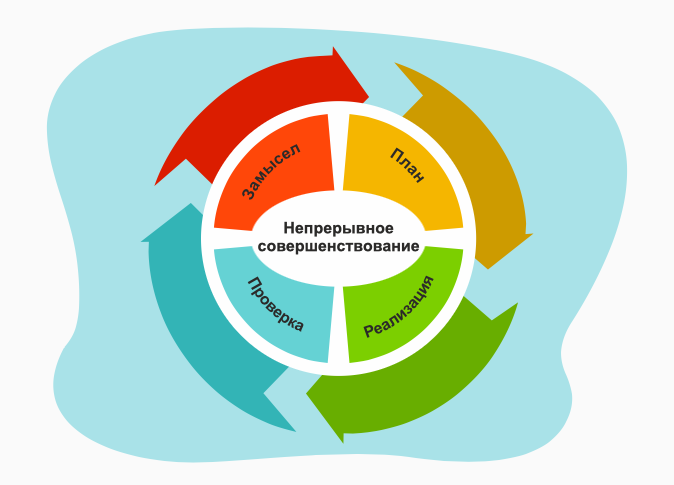 Замысел
План
Непрерывное
совершенствование
Проверка
Реализация